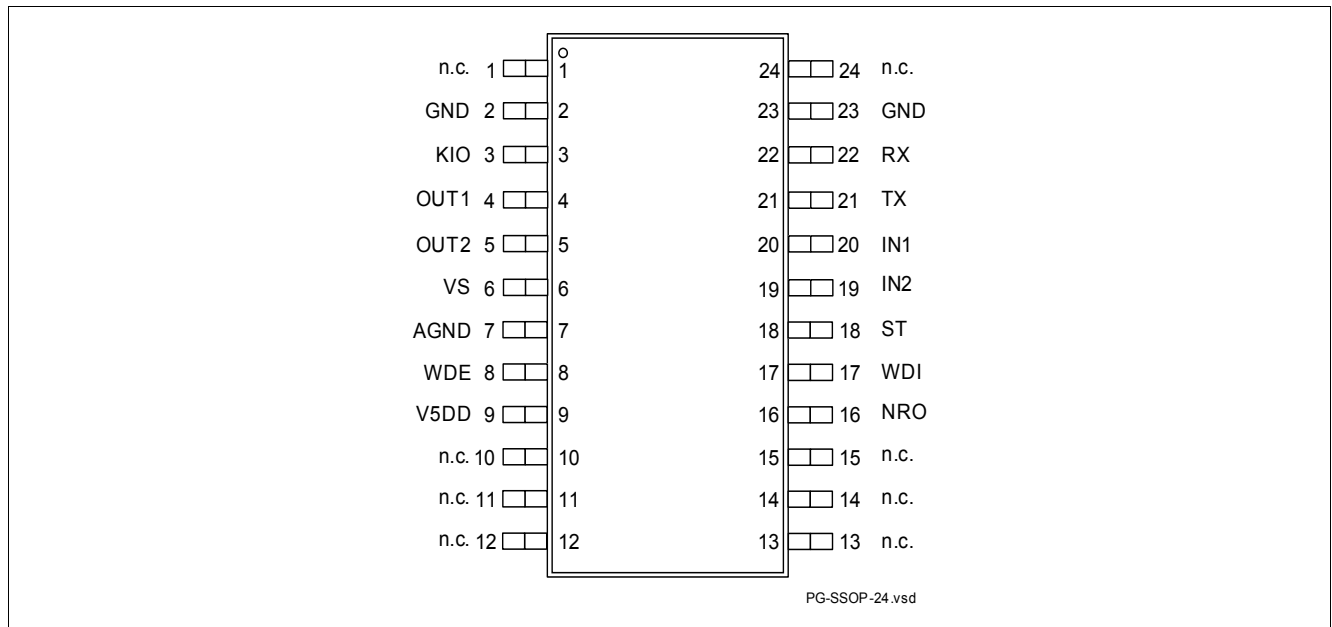 n.c. 1 1 24 24 n.c.
GND 2 2 23 23 GND
KIO 3 3 22 22 RX
OUT1 4 4 21 21 TX
OUT2 5 5 20 20 IN1
VS 6 6 19 19 IN2
AGND 7 7 18 18 ST
WDE 8 8 17 17 WDI
V5DD 9 9 16 16 NRO
n.c. 10 10 15 15 n.c.
n.c. 11 11 14 14 n.c.
n.c. 12 12 13 13 n.c.
PG-SSOP-24.vsd